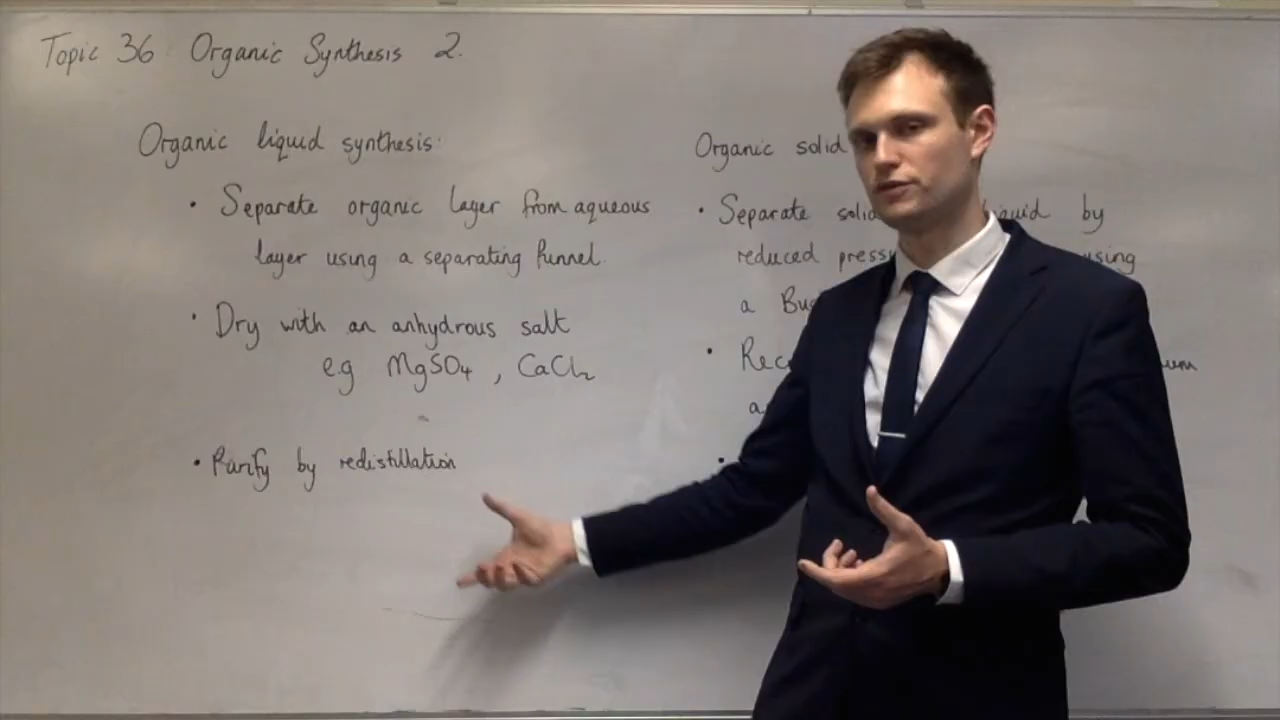 Topic 36 Organic Synthesis 2.
Organic liquid synthesis:
• Separate organic layer from aqueous
layer using a separating funnel.
• Dry with an anhydrous salt
e.g MgSO4, CaCl2
• Purify by redistillation
Organic solid
• Separate liquid by
reduced using
a
•
•